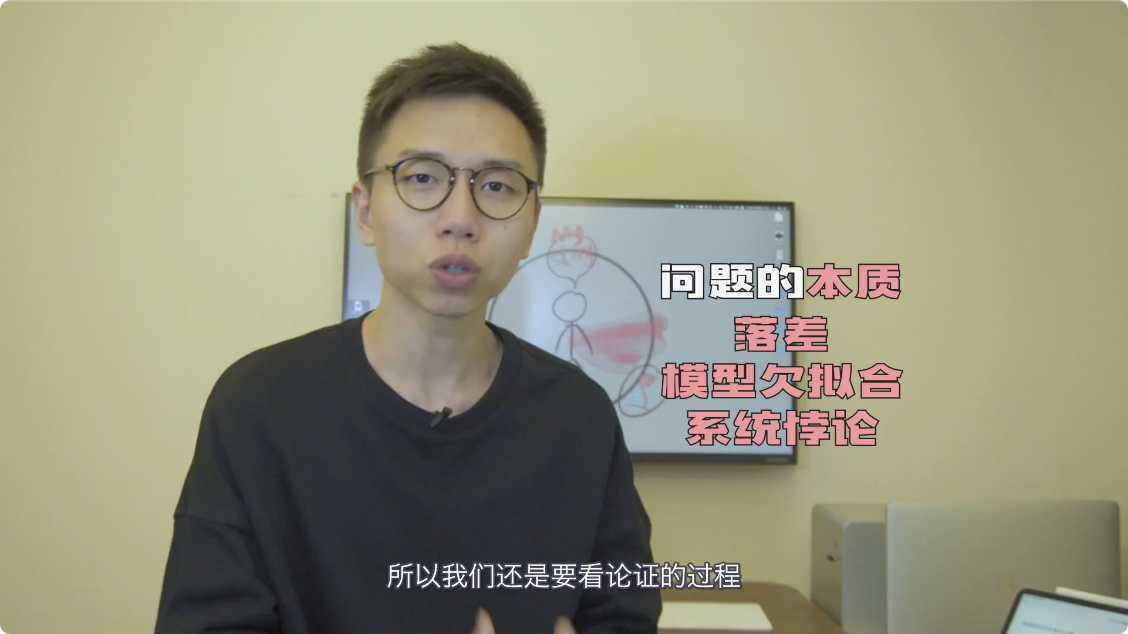 问题的本质
落差
模型欠拟合
系统悖论
所以我们还是要看论证的过程